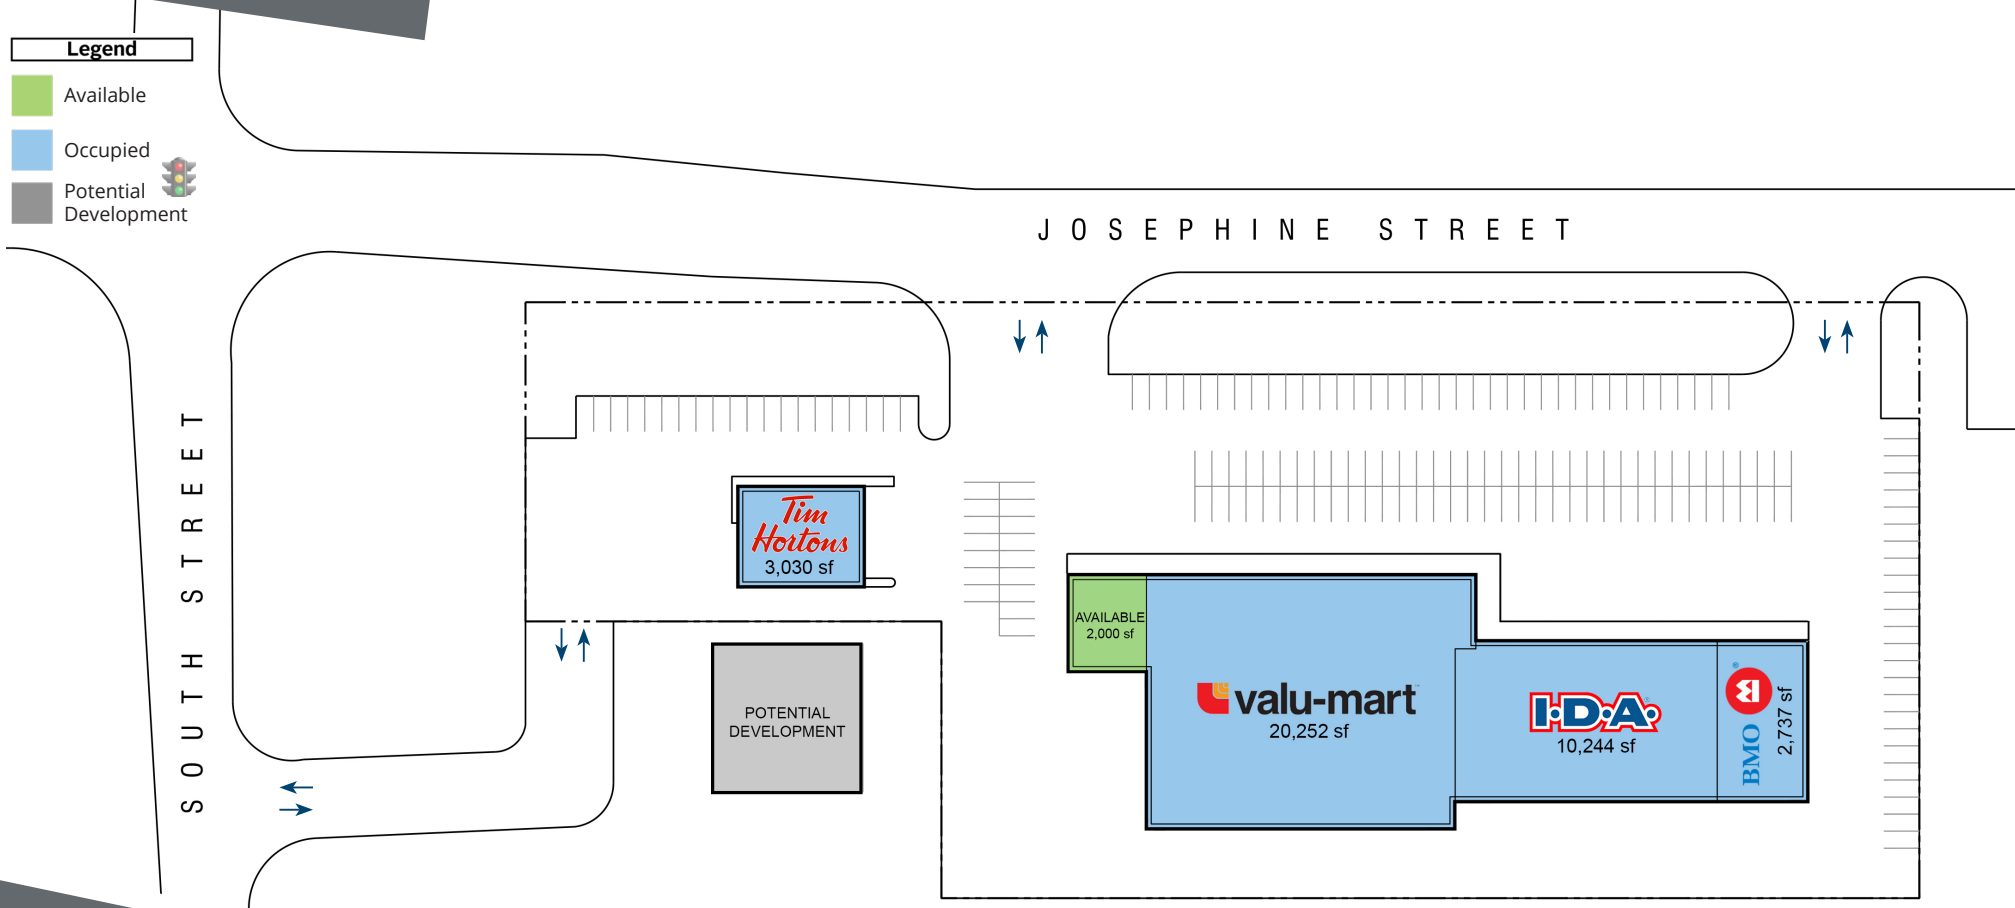 Legend
Available
Occupied
Potential
Development
JOSEPHINE STREET
SOUTH STREET
Tim
Hortons
3,030 sf
AVAILABLE
2,000 sf
POTENTIAL
DEVELOPMENT
valu-mart
20,252 sf
I·D·A·
10,244 sf
BMO
®
2,737 sf